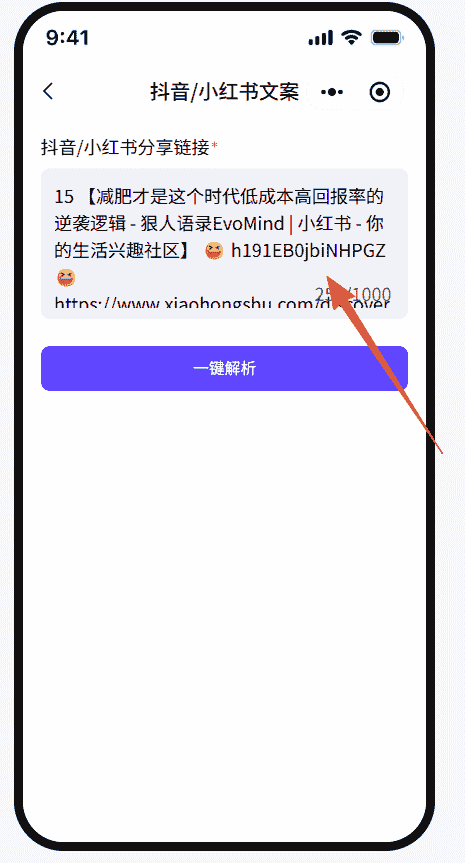 9:41
抖音/小红书文案
抖音/小红书分享链接*
15 【减肥才是这个时代低成本高回报率的
逆袭逻辑 - 狠人语录EvoMind | 小红书 - 你
的生活兴趣社区】 😆 h191EB0jbiNHPGZ
😆
https://www.xiaohongshu.com/discover
/1000
一键解析